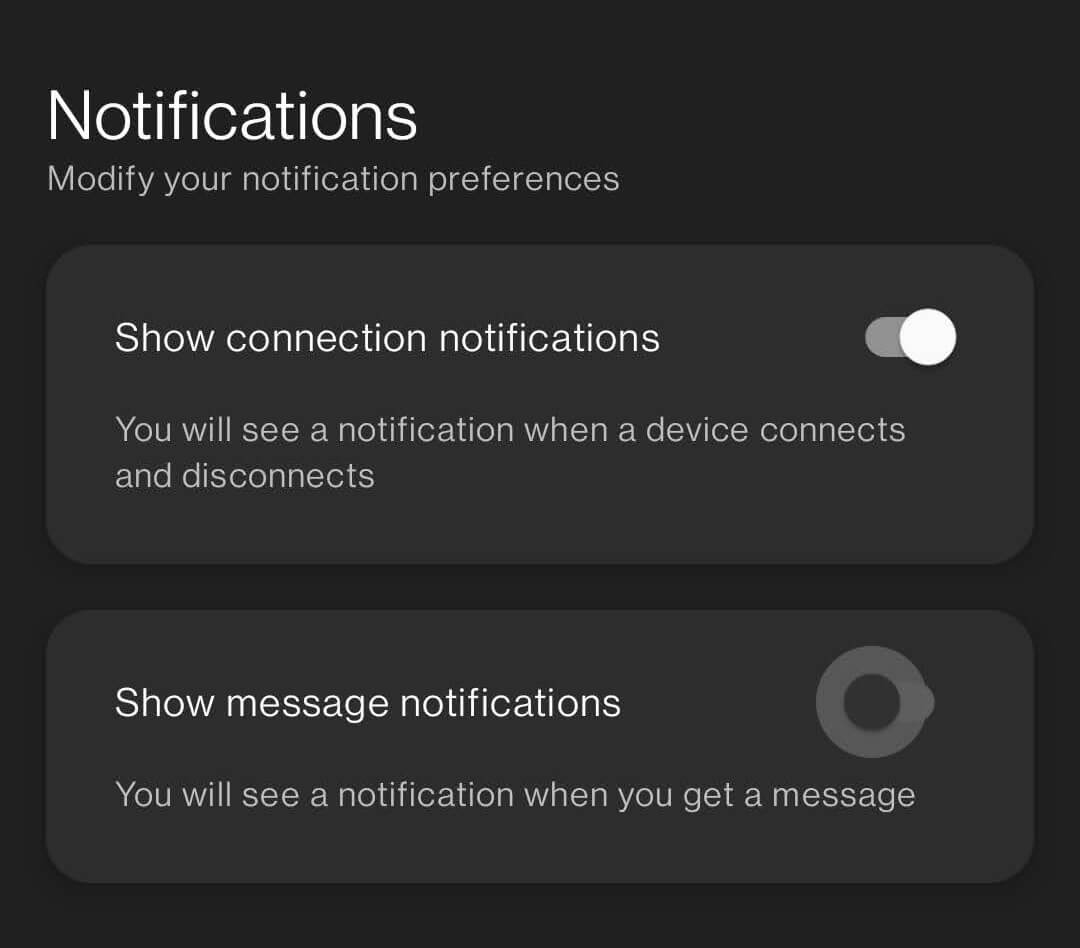 Notifications
Modify your notification preferences
Show connection notifications
You will see a notification when a device connects
and disconnects
Show message notifications
You will see a notification when you get a message